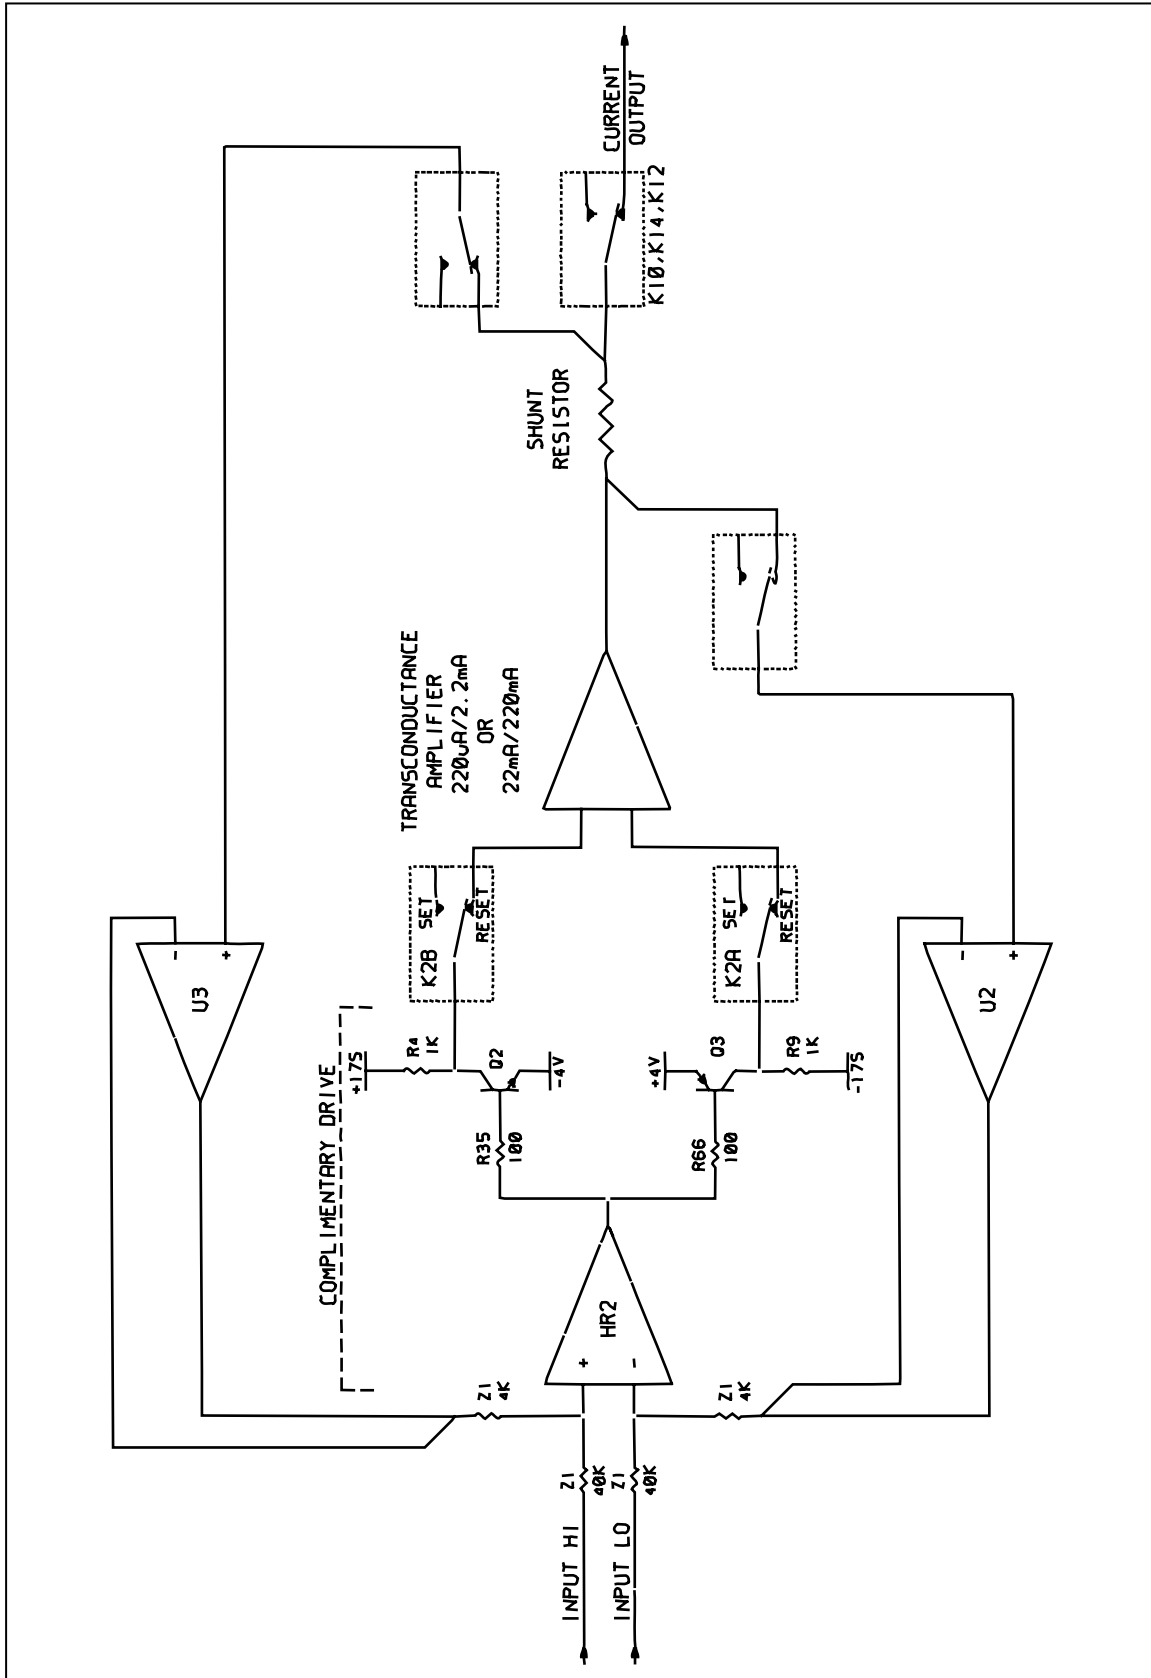 COMPLIMENTARY DRIVE
U3
-
+
Z1
4K
+17S
R4
1K
R35
100
Q2
-4V
K2B
SET
RESET
TRANSCONDUCTANCE
AMPLIFIER
220uA/2.2mA
OR
22mA/220mA
SHUNT
RESISTOR
CURRENT
OUTPUT
K10,K14,K12
INPUT HI
Z1
40K
INPUT LO
Z1
40K
+
-
HR2
R66
100
+4V
Q3
R9
1K
-17S
K2A
SET
RESET
Z1
4K
U2
-
+